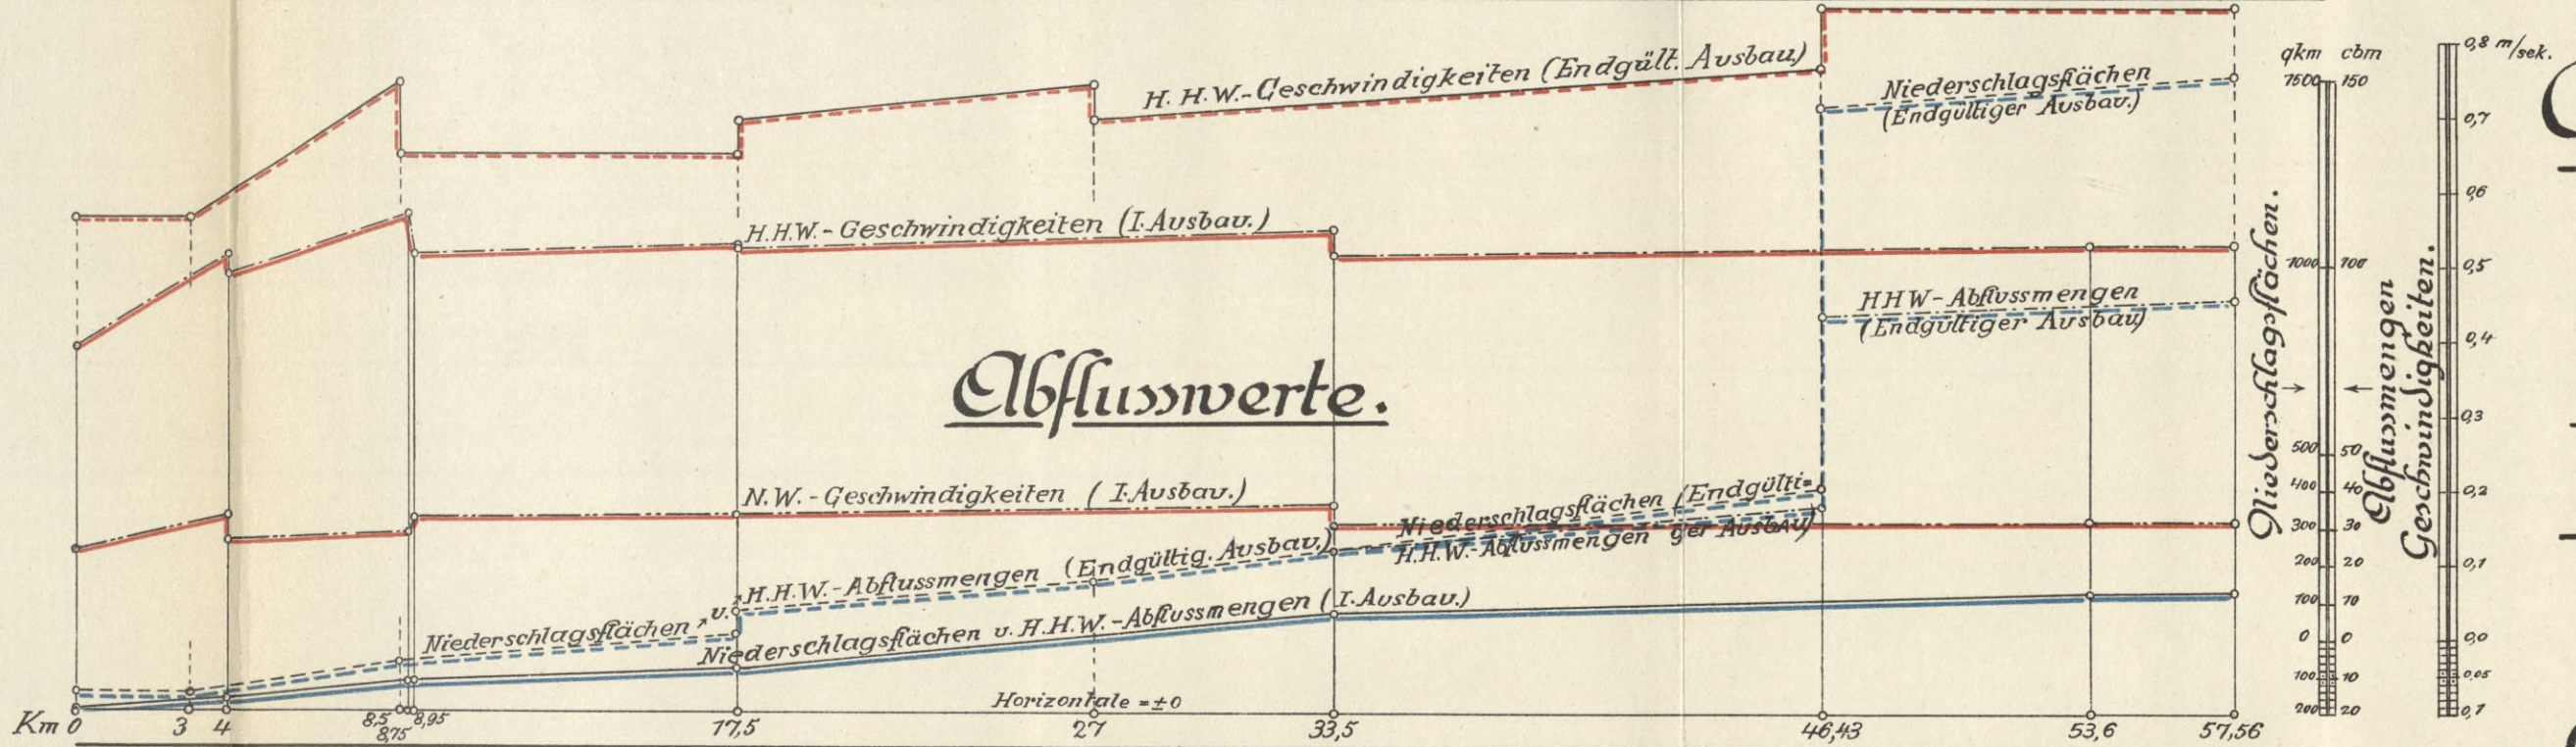 H.H.W.-Geschwindigkeiten (Endgült. Ausbau)
Niederschlagsflächen
(Endgültiger Ausbau.)
H.H.W.-Geschwindigkeiten (I.Ausbau.)
HHW-Abflussmengen
(Endgültiger Ausbau)
Abflusswerte.
N.W.-Geschwindigkeiten (I.Ausbau.)
Niederschlagsflächen (Endgülti=
H.H.W.-Abflussmengen ger Ausbau)
Niederschlagsflächen u. H.H.W.-Abflussmengen (Endgültig. Ausbau.)
Niederschlagsflächen u. H.H.W.-Abflussmengen (I.Ausbau.)
Horizontale =±0
Km 0 3 4 8,5 8,75 8,95 17,5 27 33,5 46,43 53,6 57,56
Niederschlagsflächen.
qkm
1500
1000
500
400
300
200
100
0
100
200
cbm
150
100
50
40
30
20
10
0
10
20
Abflussmengen
Geschwindigkeiten.
0,8 m/sek.
0,7
0,6
0,5
0,4
0,3
0,2
0,1
0,0
0,05
0,1